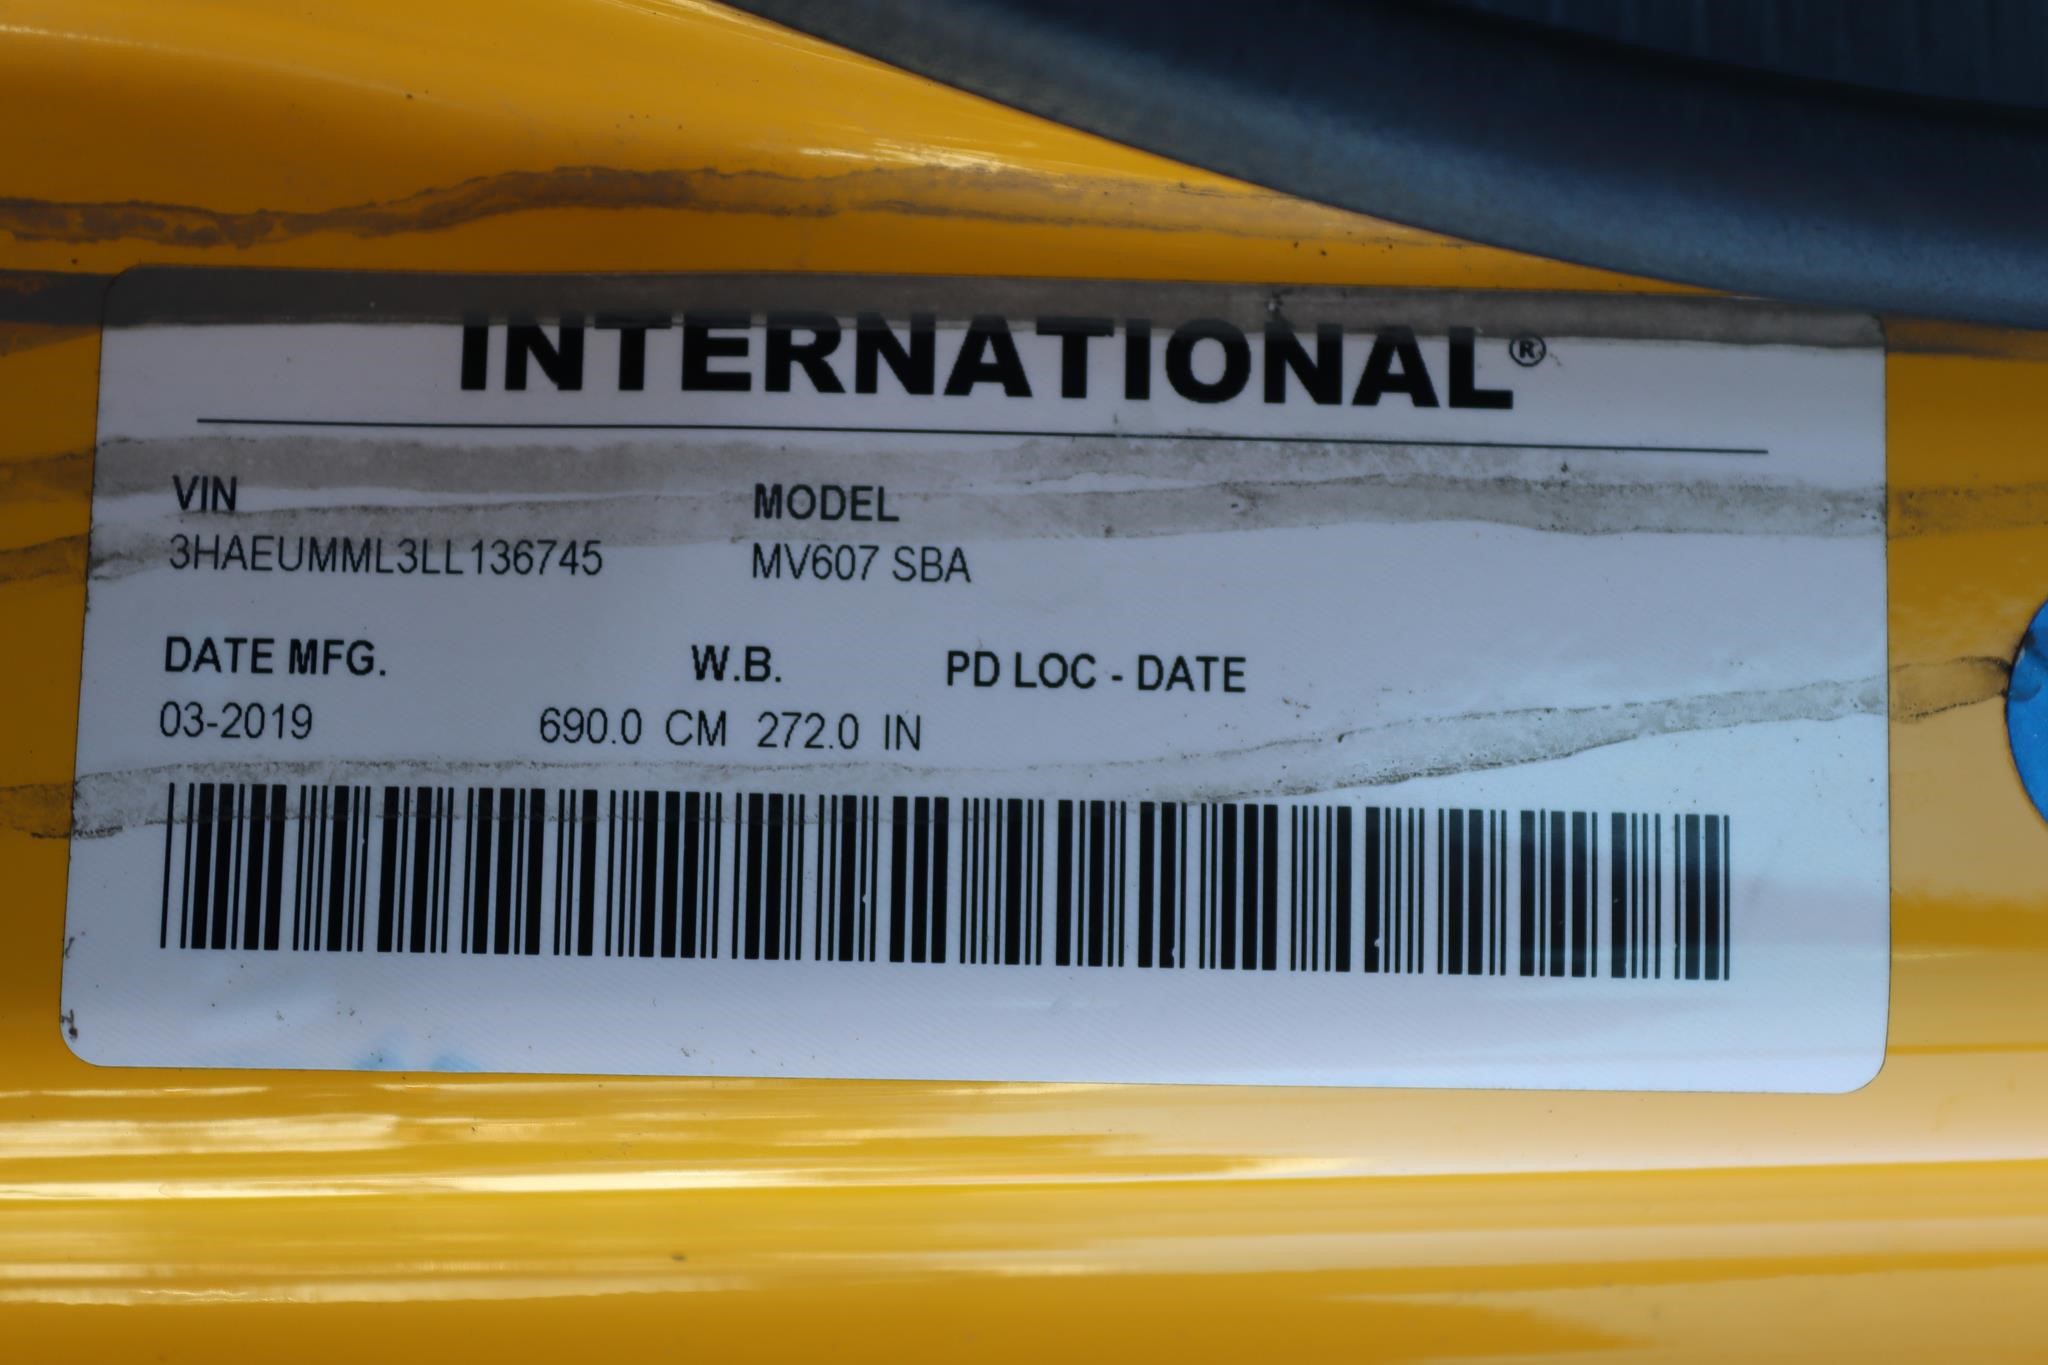 INTERNATIONAL®
VIN MODEL
3HAEUMML3LL136745 MV607 SBA
DATE MFG. W.B. PD LOC - DATE
03-2019 690.0 CM 272.0 IN